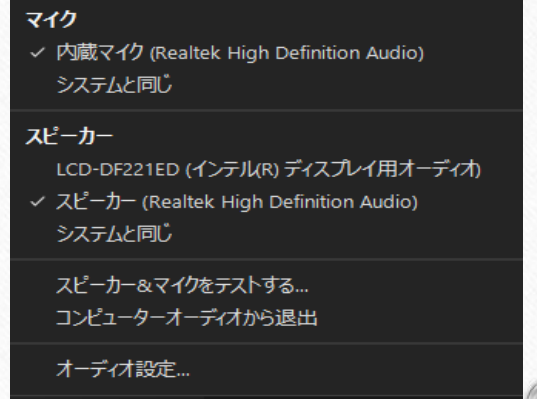 マイク
✓ 内蔵マイク (Realtek High Definition Audio)
システムと同じ
スピーカー
LCD-DF221ED (インテル(R) ディスプレイ用オーディオ)
✓ スピーカー (Realtek High Definition Audio)
システムと同じ
スピーカー&マイクをテストする...
コンピューターオーディオから退出
オーディオ設定...